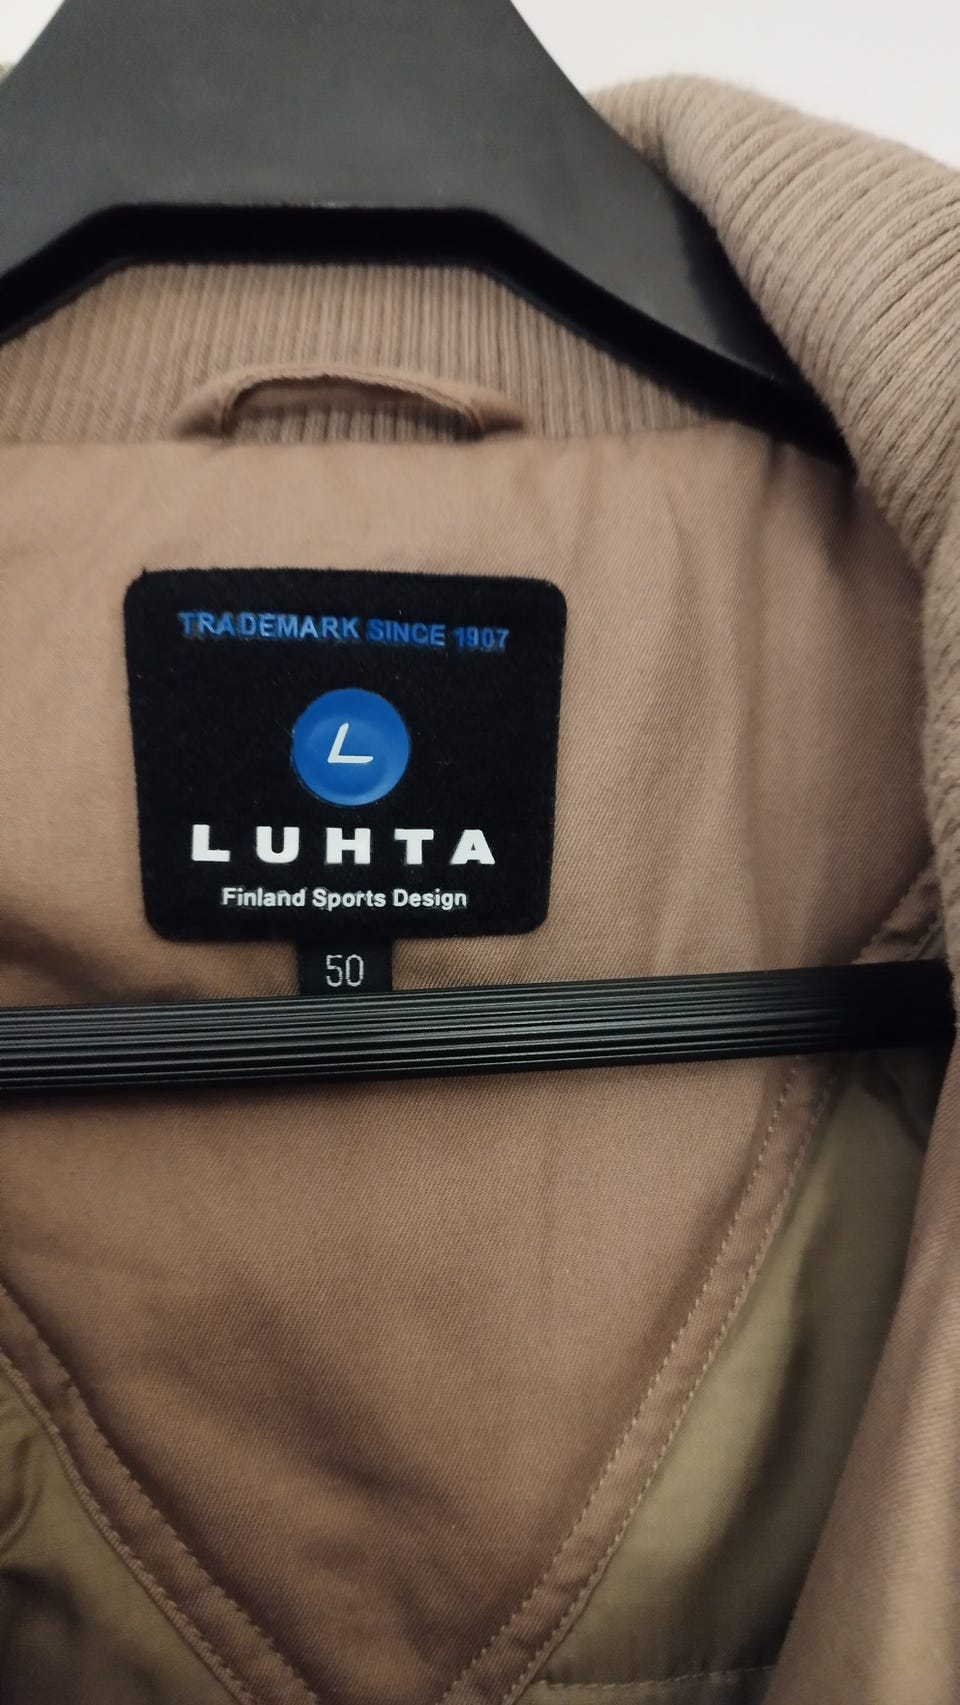 TRADEMARK SINCE 1907
L
LUHTA
Finland Sports Design
50